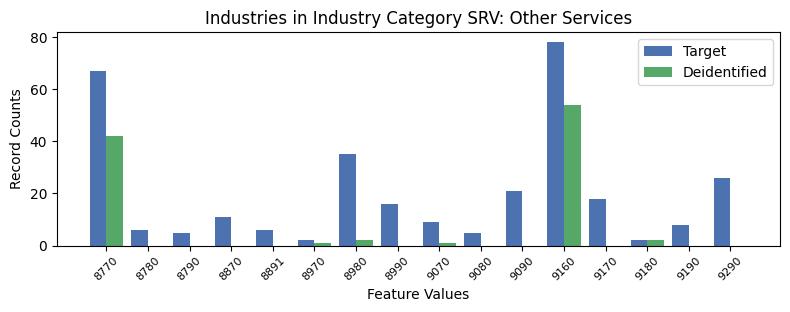 Industries in Industry Category SRV: Other Services
Record Counts
80
60
40
20
0
Target
Deidentified
8770 8780 8790 8870 8891 8970 8980 8990 9070 9080 9090 9160 9170 9180 9190 9290
Feature Values